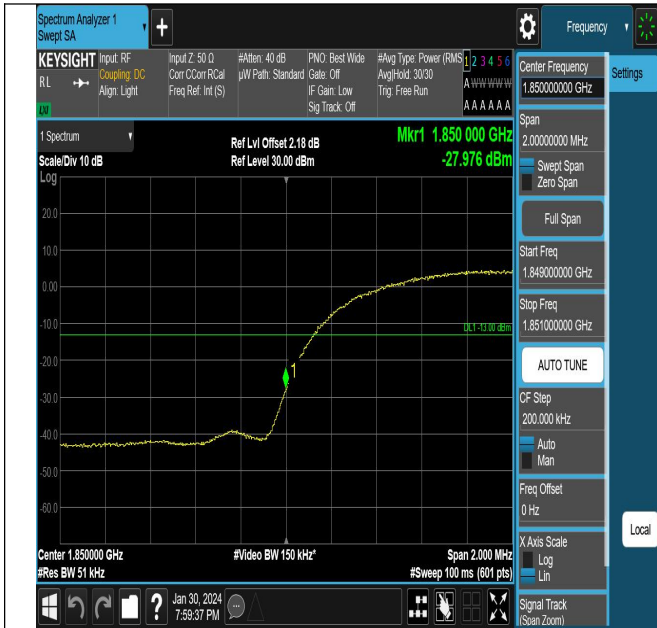 Spectrum Analyzer 1
Swept SA
+
Frequency
KEYSIGHT
RL
LXI
Input: RF
Coupling: DC
Align: Light
Input Z: 50 Ω
Corr CCorr RCal
Freq Ref: Int (S)
#Atten: 40 dB
µW Path: Standard
PNO: Best Wide
Gate: Off
IF Gain: Low
Sig Track: Off
#Avg Type: Power (RMS
Avg|Hold: 30/30
Trig: Free Run
1 2 3 4 5 6
A W W W W W
A A A A A A
1 Spectrum
Scale/Div 10 dB
Log
Ref Lvl Offset 2.18 dB
Ref Level 30.00 dBm
Mkr1 1.850 000 GHz
-27.976 dBm
20.0
10.0
0.00
-10.0
-20.0
-30.0
-40.0
-50.0
-60.0
DL1 -13.00 dBm
1
Center 1.850000 GHz
#Res BW 51 kHz
#Video BW 150 kHz*
Span 2.000 MHz
#Sweep 100 ms (601 pts)
Center Frequency
1.850000000 GHz
Settings
Span
2.00000000 MHz
Swept Span
Zero Span
Full Span
Start Freq
1.849000000 GHz
Stop Freq
1.851000000 GHz
AUTO TUNE
CF Step
200.000 kHz
Auto
Man
Freq Offset
0 Hz
X Axis Scale
Log
Lin
Signal Track
(Span Zoom)
Local
?
Jan 30, 2024
7:59:37 PM